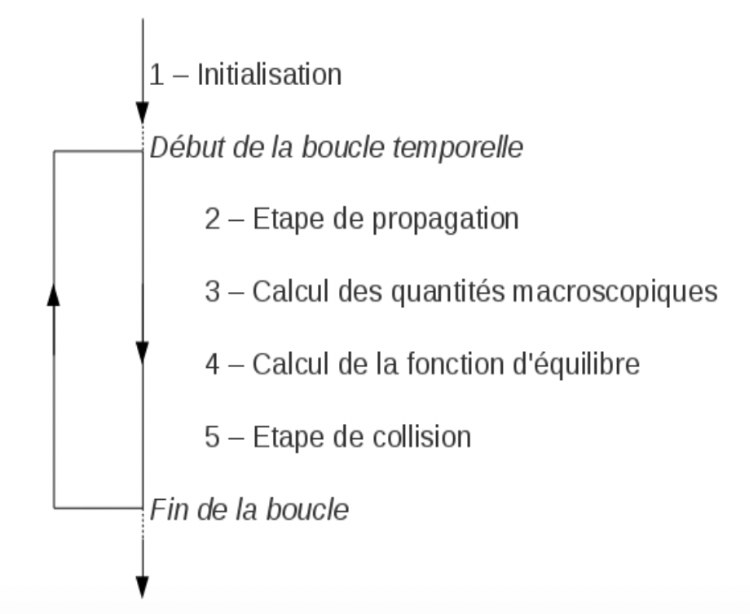 1 – Initialisation
Début de la boucle temporelle
2 – Etape de propagation
3 – Calcul des quantités macroscopiques
4 – Calcul de la fonction d'équilibre
5 – Etape de collision
Fin de la boucle